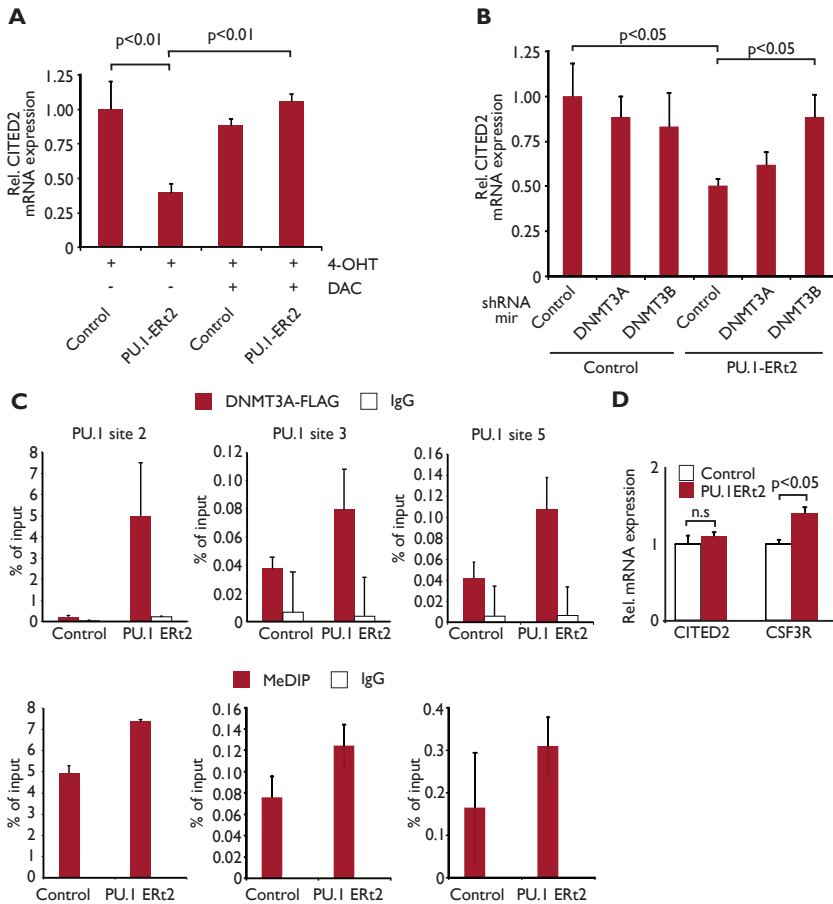 A
p<0.01
p<0.01
Rel. CITED2
mRNA expression
1.25
1.00
0.75
0.50
0.25
0
+ + + + 4-OHT
- - + + DAC
Control
PU.1-ERt2
Control
PU.1-ERt2
B
p<0.05
p<0.05
Rel. CITED2
mRNA expression
1.25
1.00
0.75
0.50
0.25
0
shRNA
mir
Control
DNMT3A
DNMT3B
Control
DNMT3A
DNMT3B
Control
PU.1-ERt2
C
DNMT3A-FLAG IgG
PU.1 site 2
% of input
8
7
6
5
4
3
2
1
0
Control PU.1 ERt2
PU.1 site 3
% of input
0.12
0.10
0.08
0.06
0.04
0.02
0
Control PU.1 ERt2
PU.1 site 5
% of input
0.16
0.14
0.12
0.10
0.08
0.06
0.04
0.02
0
Control PU.1 ERt2
MeDIP IgG
% of input
8
7
6
5
4
3
2
1
0
Control PU.1 ERt2
% of input
0.16
0.14
0.12
0.10
0.08
0.06
0.04
0.02
0
Control PU.1 ERt2
% of input
0.4
0.3
0.2
0.1
0
Control PU.1 ERt2
D
Rel. mRNA expression
2
1
0
Control
PU.1ERt2
n.s
p<0.05
CITED2 CSF3R